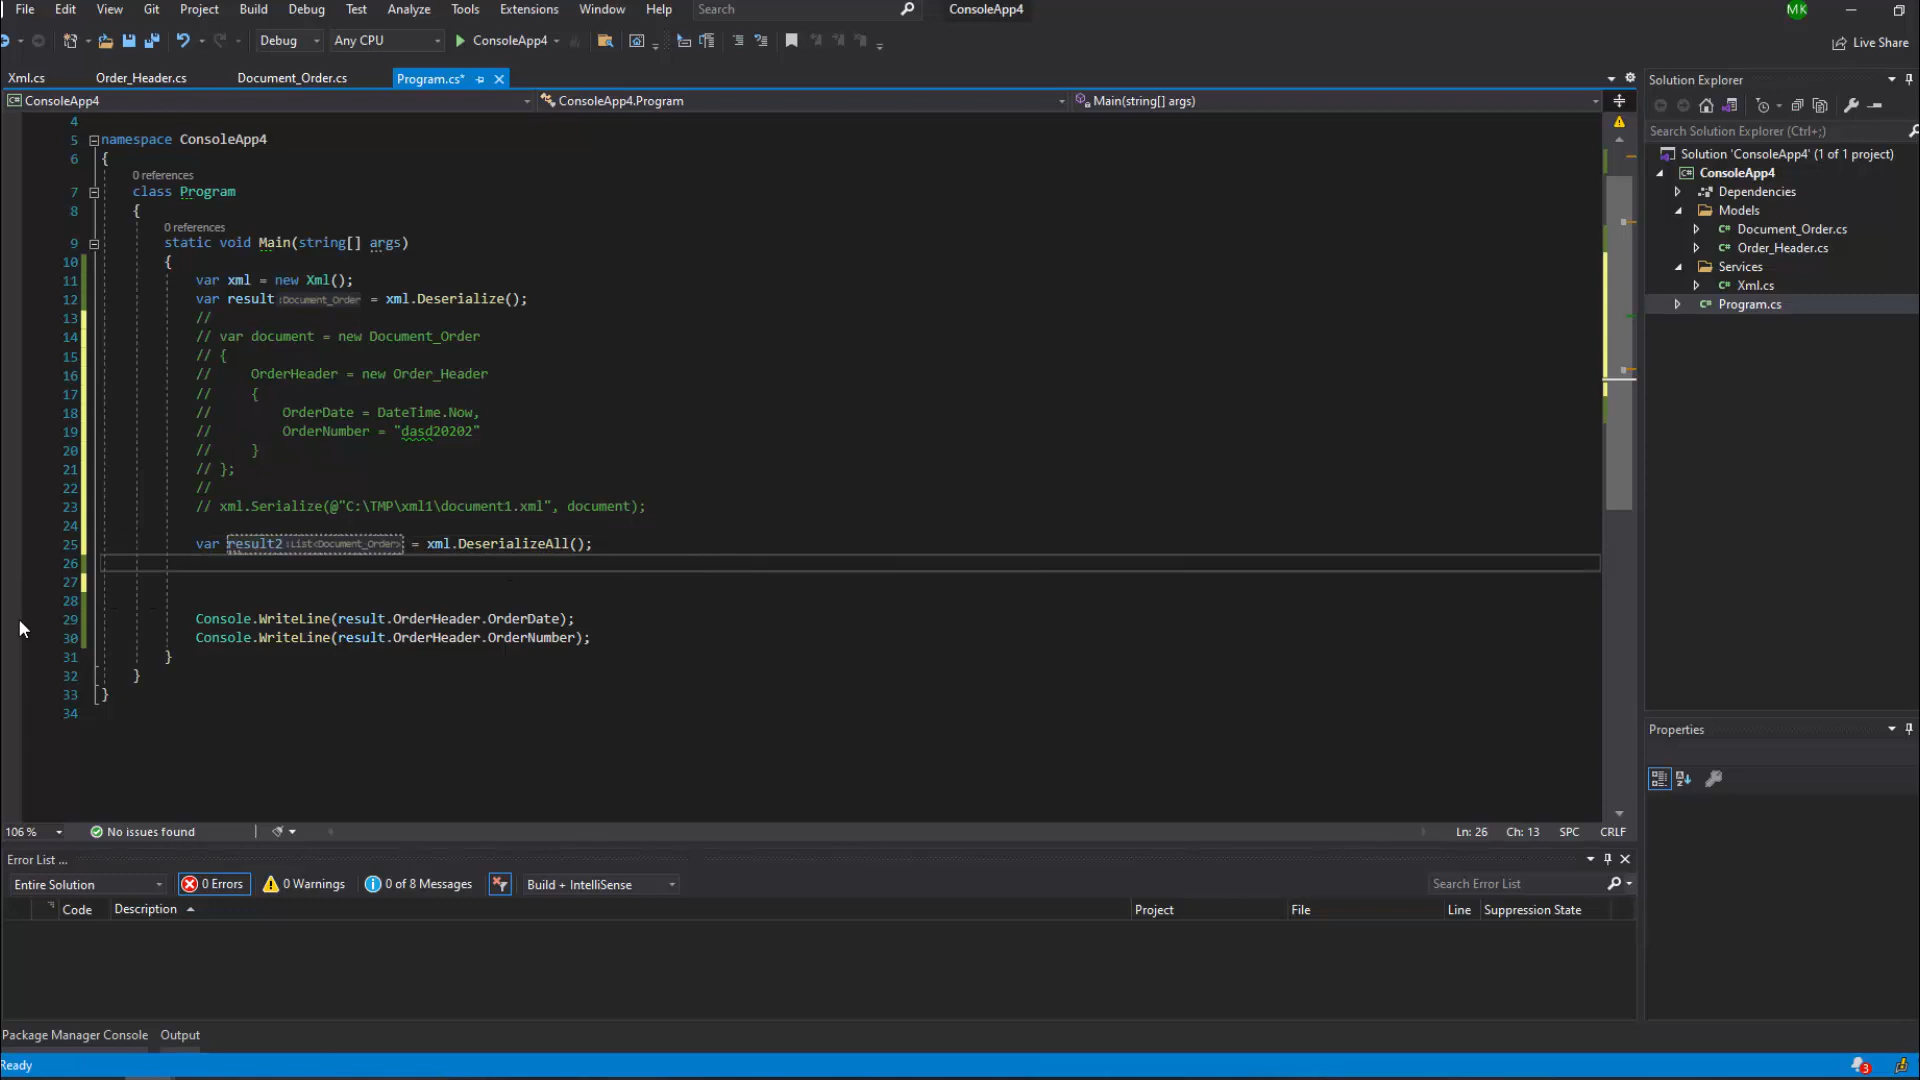 File Edit View Git Project Build Debug Test Analyze Tools Extensions Window Help Search ConsoleApp4 MK
Debug Any CPU ConsoleApp4 Live Share
Xml.cs Order_Header.cs Document_Order.cs Program.cs*
ConsoleApp4 ConsoleApp4.Program Main(string[] args)
4
5 namespace ConsoleApp4
6 {
0 references
7 class Program
8 {
0 references
9 static void Main(string[] args)
10 {
11 var xml = new Xml();
12 var result :Document_Order = xml.Deserialize();
13 //
14 // var document = new Document_Order
15 // {
16 // OrderHeader = new Order_Header
17 // {
18 // OrderDate = DateTime.Now,
19 // OrderNumber = "dasd20202"
20 // }
21 // };
22 //
23 // xml.Serialize(@"C:\TMP\xml1\document1.xml", document);
24
25 var result2 :List<Document_Order> = xml.DeserializeAll();
26
27
28
29 Console.WriteLine(result.OrderHeader.OrderDate);
30 Console.WriteLine(result.OrderHeader.OrderNumber);
31 }
32 }
33 }
34
106 % No issues found Ln: 26 Ch: 13 SPC CRLF
Error List ...
Entire Solution 0 Errors 0 Warnings 0 of 8 Messages Build + IntelliSense Search Error List
Code Description Project File Line Suppression State
Package Manager Console Output
Ready 3
Solution Explorer
Search Solution Explorer (Ctrl+;)
Solution 'ConsoleApp4' (1 of 1 project)
ConsoleApp4
Dependencies
Models
Document_Order.cs
Order_Header.cs
Services
Xml.cs
Program.cs
Properties